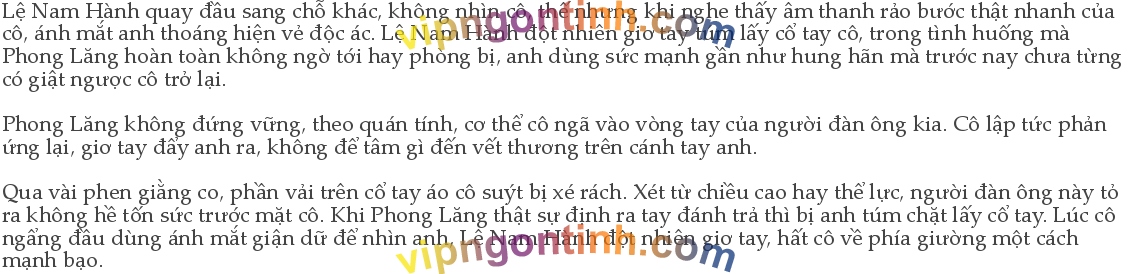 Lệ Nam Hành quay đầu sang chỗ khác, không nhìn cô, thế nhưng khi nghe thấy âm thanh rảo bước thật nhanh của
cô, ánh mắt anh thoáng hiện vẻ độc ác. Lệ Nam Hành đột nhiên giơ tay túm lấy cổ tay cô, trong tình huống mà
Phong Lăng hoàn toàn không ngờ tới hay phòng bị, anh dùng sức mạnh gần như hung hãn mà trước nay chưa từng
có giật ngược cô trở lại.
Phong Lăng không đứng vững, theo quán tính, cơ thể cô ngã vào vòng tay của người đàn ông kia. Cô lập tức phản
ứng lại, giơ tay đẩy anh ra, không để tâm gì đến vết thương trên cánh tay anh.
Qua vài phen giằng co, phần vải trên cổ tay áo cô suýt bị xé rách. Xét từ chiều cao hay thể lực, người đàn ông này tỏ
ra không hề tốn sức trước mặt cô. Khi Phong Lăng thật sự định ra tay đánh trả thì bị anh túm chặt lấy cổ tay. Lúc cô
ngẩng đầu dùng ánh mắt giận dữ để nhìn anh, Lệ Nam Hành đột nhiên giơ tay, hất cô về phía giường một cách
mạnh bạo.
vipngontinh.com
vipngontinh.com